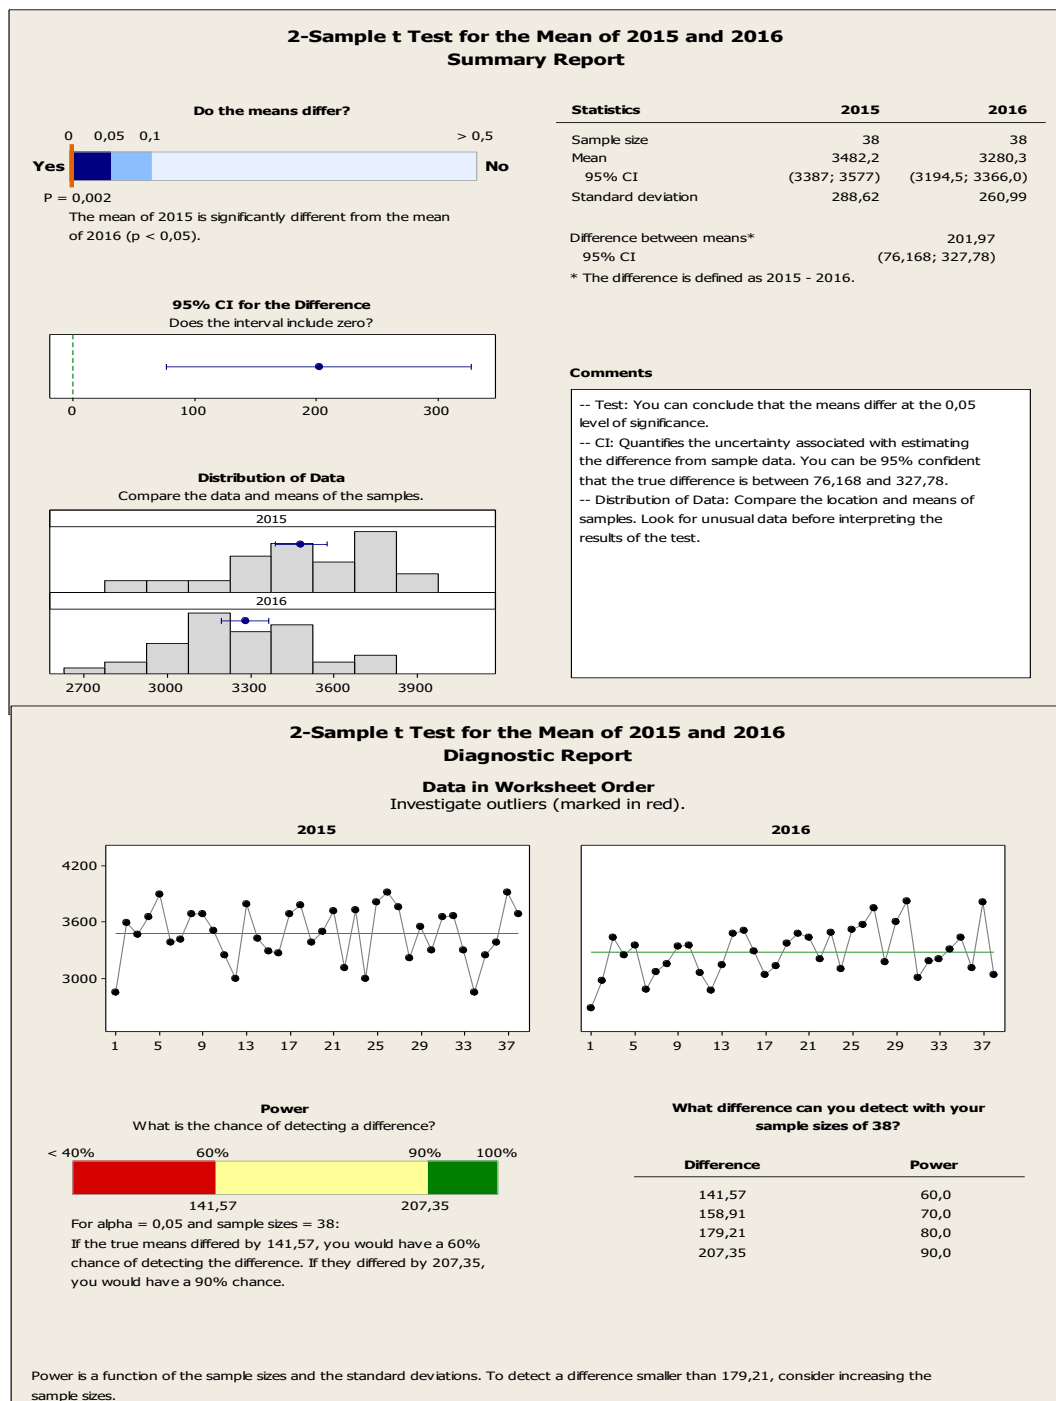 2-Sample t Test for the Mean of 2015 and 2016
Summary Report
Do the means differ?
0 0,05 0,1 > 0,5
Yes No
P = 0,002
The mean of 2015 is significantly different from the mean
of 2016 (p < 0,05).
Statistics 2015 2016
Sample size 38 38
Mean 3482,2 3280,3
95% CI (3387; 3577) (3194,5; 3366,0)
Standard deviation 288,62 260,99
Difference between means* 201,97
95% CI (76,168; 327,78)
* The difference is defined as 2015 - 2016.
95% CI for the Difference
Does the interval include zero?
0 100 200 300
Distribution of Data
Compare the data and means of the samples.
2015
2016
2700 3000 3300 3600 3900
Comments
-- Test: You can conclude that the means differ at the 0,05
level of significance.
-- CI: Quantifies the uncertainty associated with estimating
the difference from sample data. You can be 95% confident
that the true difference is between 76,168 and 327,78.
-- Distribution of Data: Compare the location and means of
samples. Look for unusual data before interpreting the
results of the test.
2-Sample t Test for the Mean of 2015 and 2016
Diagnostic Report
Data in Worksheet Order
Investigate outliers (marked in red).
2015 2016
4200
3600
3000
1 5 9 13 17 21 25 29 33 37
1 5 9 13 17 21 25 29 33 37
Power
What is the chance of detecting a difference?
< 40% 60% 90% 100%
141,57 207,35
For alpha = 0,05 and sample sizes = 38:
If the true means differed by 141,57, you would have a 60%
chance of detecting the difference. If they differed by 207,35,
you would have a 90% chance.
What difference can you detect with your
sample sizes of 38?
Difference Power
141,57 60,0
158,91 70,0
179,21 80,0
207,35 90,0
Power is a function of the sample sizes and the standard deviations. To detect a difference smaller than 179,21, consider increasing the
sample sizes.